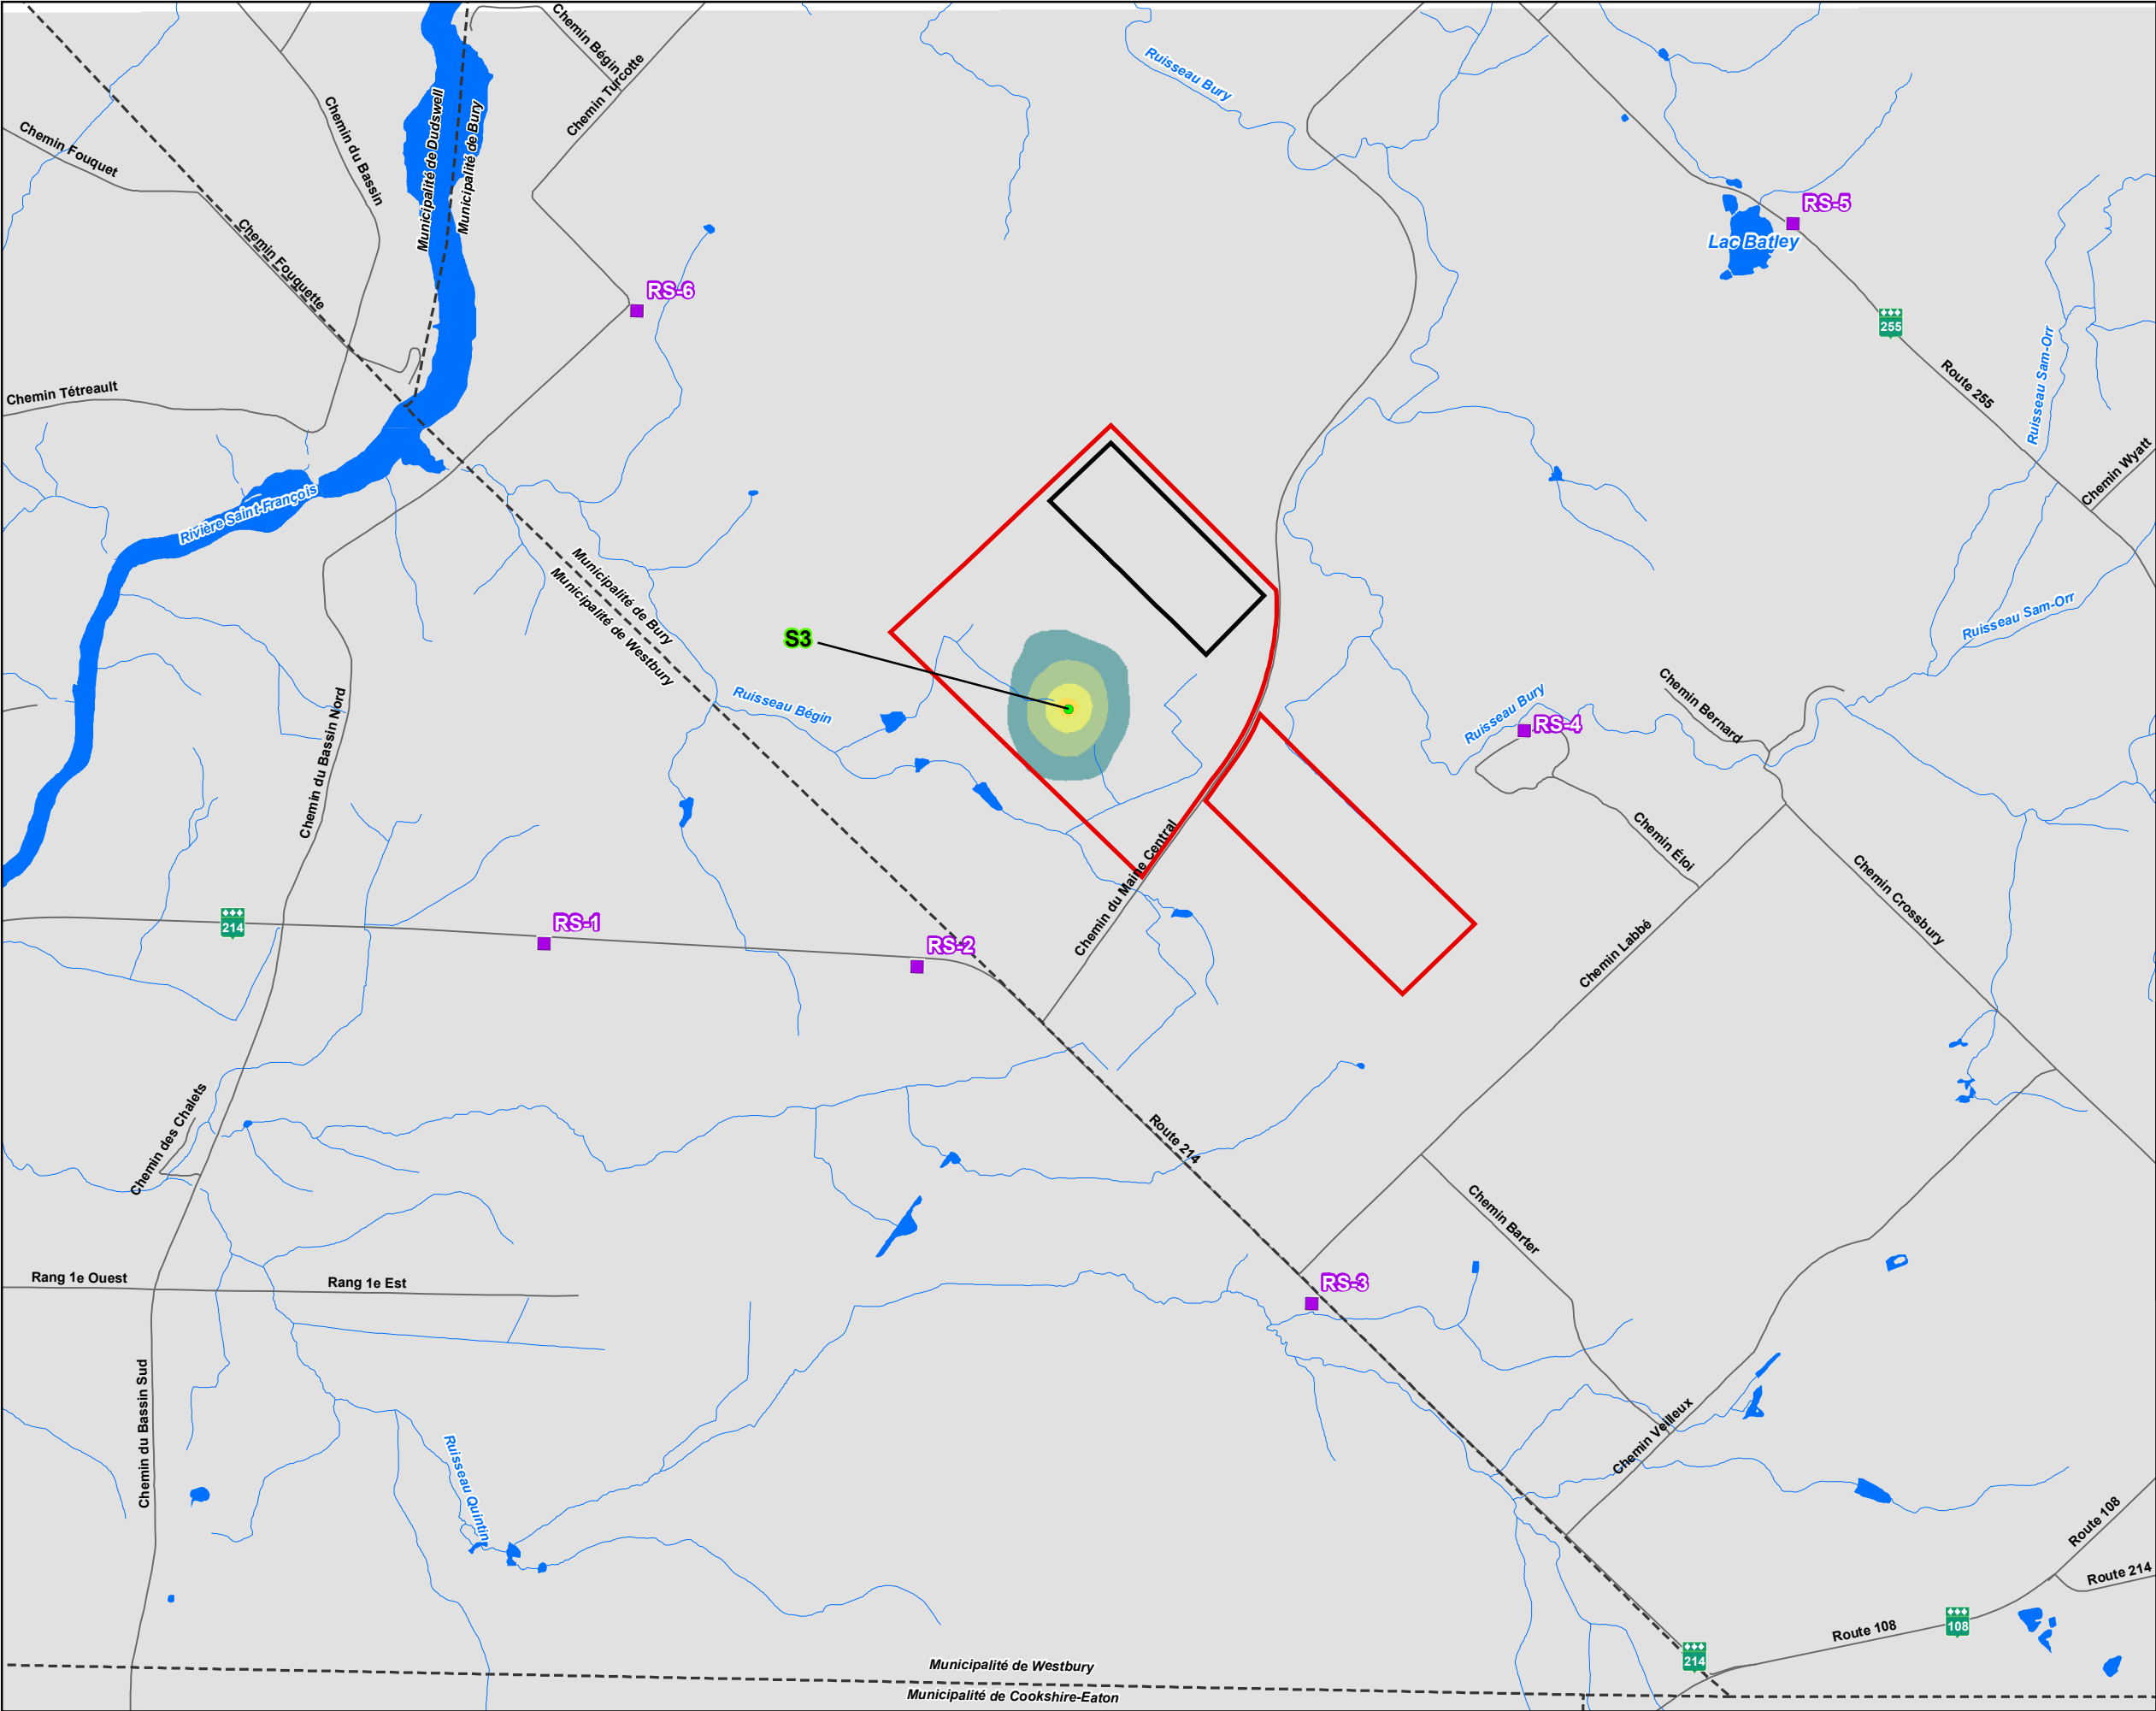 Chemin Bégin
Chemin Turcotte
Ruisseau Bury
Chemin du Bassin
Municipalité de Dudswell
Municipalité de Bury
Chemin Fouquet
RS-5
Lac Batley
Chemin Fouquette
RS-6
255
Ruisseau Sam-Orr
Route 255
Chemin Tétreault
Chemin Wyatt
Rivière Saint-François
Municipalité de Bury
Municipalité de Westbury
S3
Ruisseau Sam-Orr
Ruisseau Bégin
Ruisseau Bury
RS-4
Chemin Bernard
Chemin du Bassin Nord
Chemin du Maine Central
Chemin Éloi
Chemin Crossbury
214
RS-1
RS-2
Chemin Labbé
Chemin des Chalets
Route 214
Chemin Barter
Rang 1e Ouest
Rang 1e Est
RS-3
Chemin du Bassin Sud
Chemin Veilleux
Ruisseau Quintin
Route 108
Route 214
108
Route 108
214
Municipalité de Westbury
Municipalité de Cookshire-Eaton